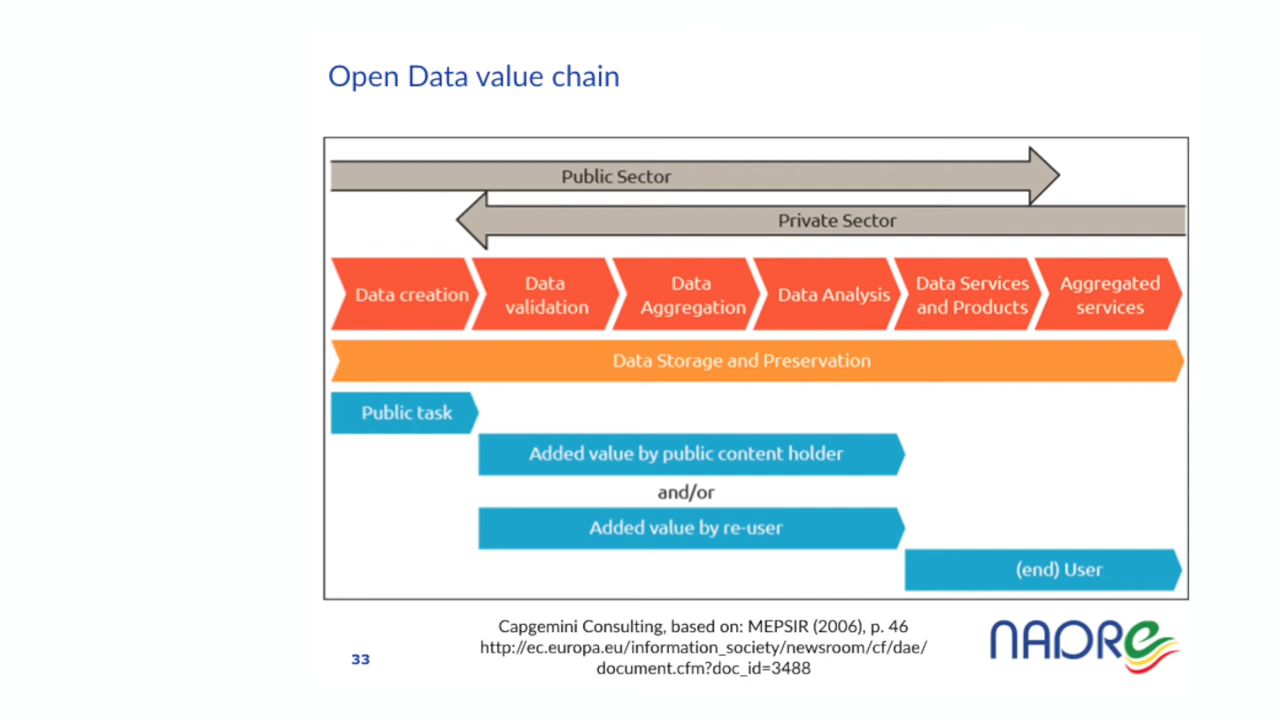 Open Data value chain
Public Sector
Private Sector
Data creation
Data
validation
Data
Aggregation
Data Analysis
Data Services
and Products
Aggregated
services
Data Storage and Preservation
Public task
Added value by public content holder
and/or
Added value by re-user
(end) User
Capgemini Consulting, based on: MEPSIR (2006), p. 46
http://ec.europa.eu/information_society/newsroom/cf/dae/
document.cfm?doc_id=3488
33
NADRe